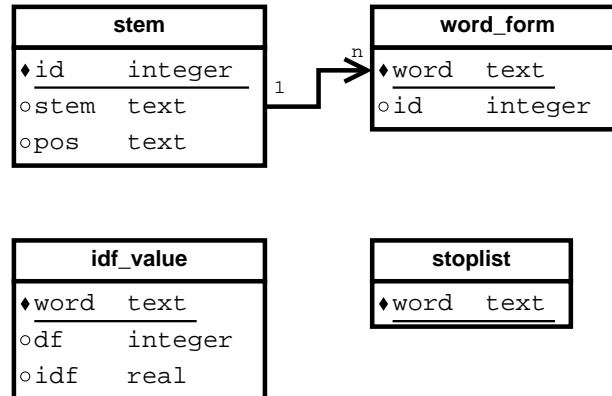 stem
id integer
stem text
pos text
1
n
word_form
word text
id integer
idf_value
word text
df integer
idf real
stoplist
word text